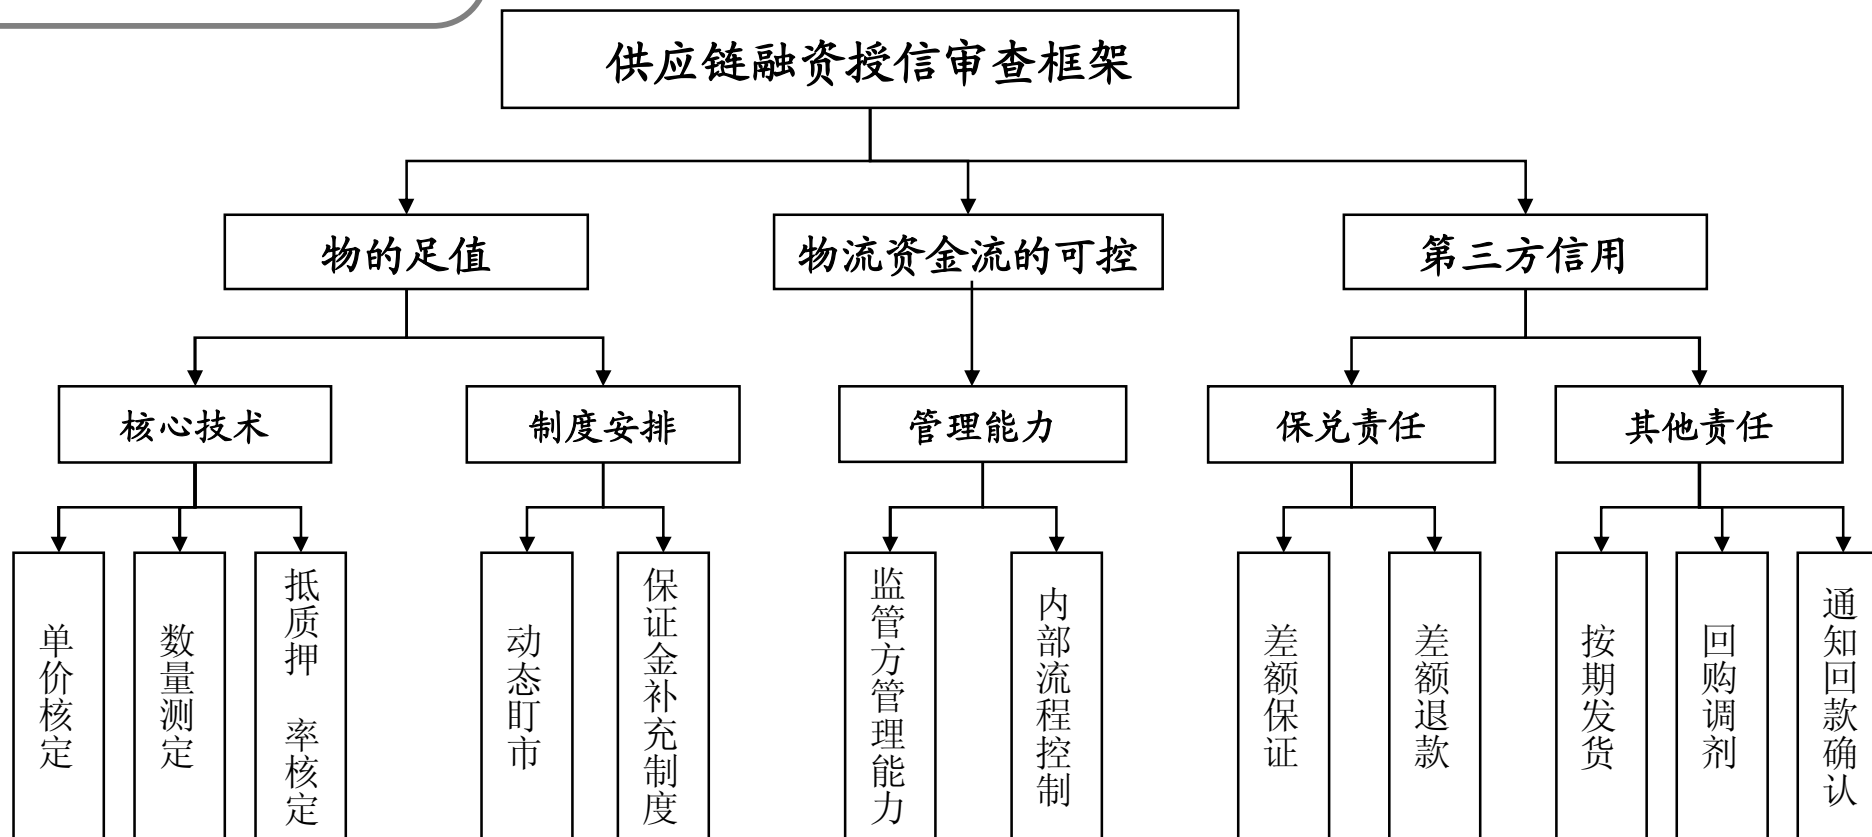 供应链融资授信审查框架
物的足值
物流资金流的可控
第三方信用
核心技术
制度安排
管理能力
保兑责任
其他责任
单价核定
数量测定
抵质押 率核定
动态盯市
保证金补充制度
监管方管理能力
内部流程控制
差额保证
差额退款
按期发货
回购调剂
通知回款确认